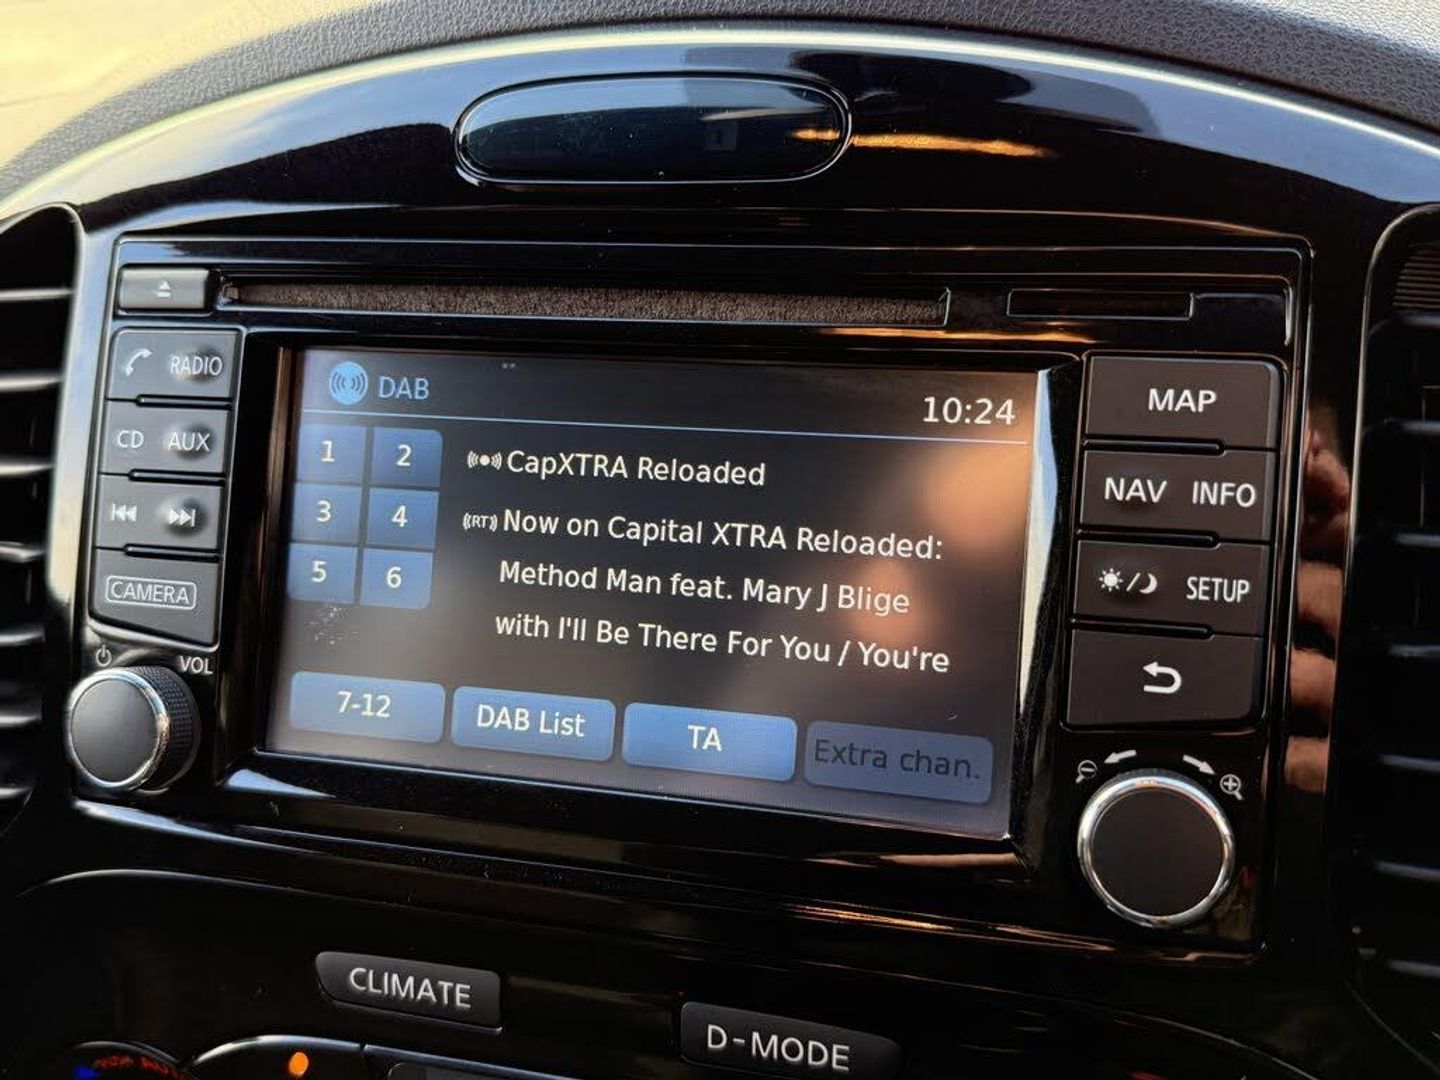 RADIO
CD AUX
CAMERA
VOL
DAB
10:24
1 2
3 4
5 6
CapXTRA Reloaded
((RT)) Now on Capital XTRA Reloaded:
Method Man feat. Mary J Blige
with I'll Be There For You / You're
7-12
DAB List
TA
Extra chan.
MAP
NAV INFO
SETUP
CLIMATE
D-MODE